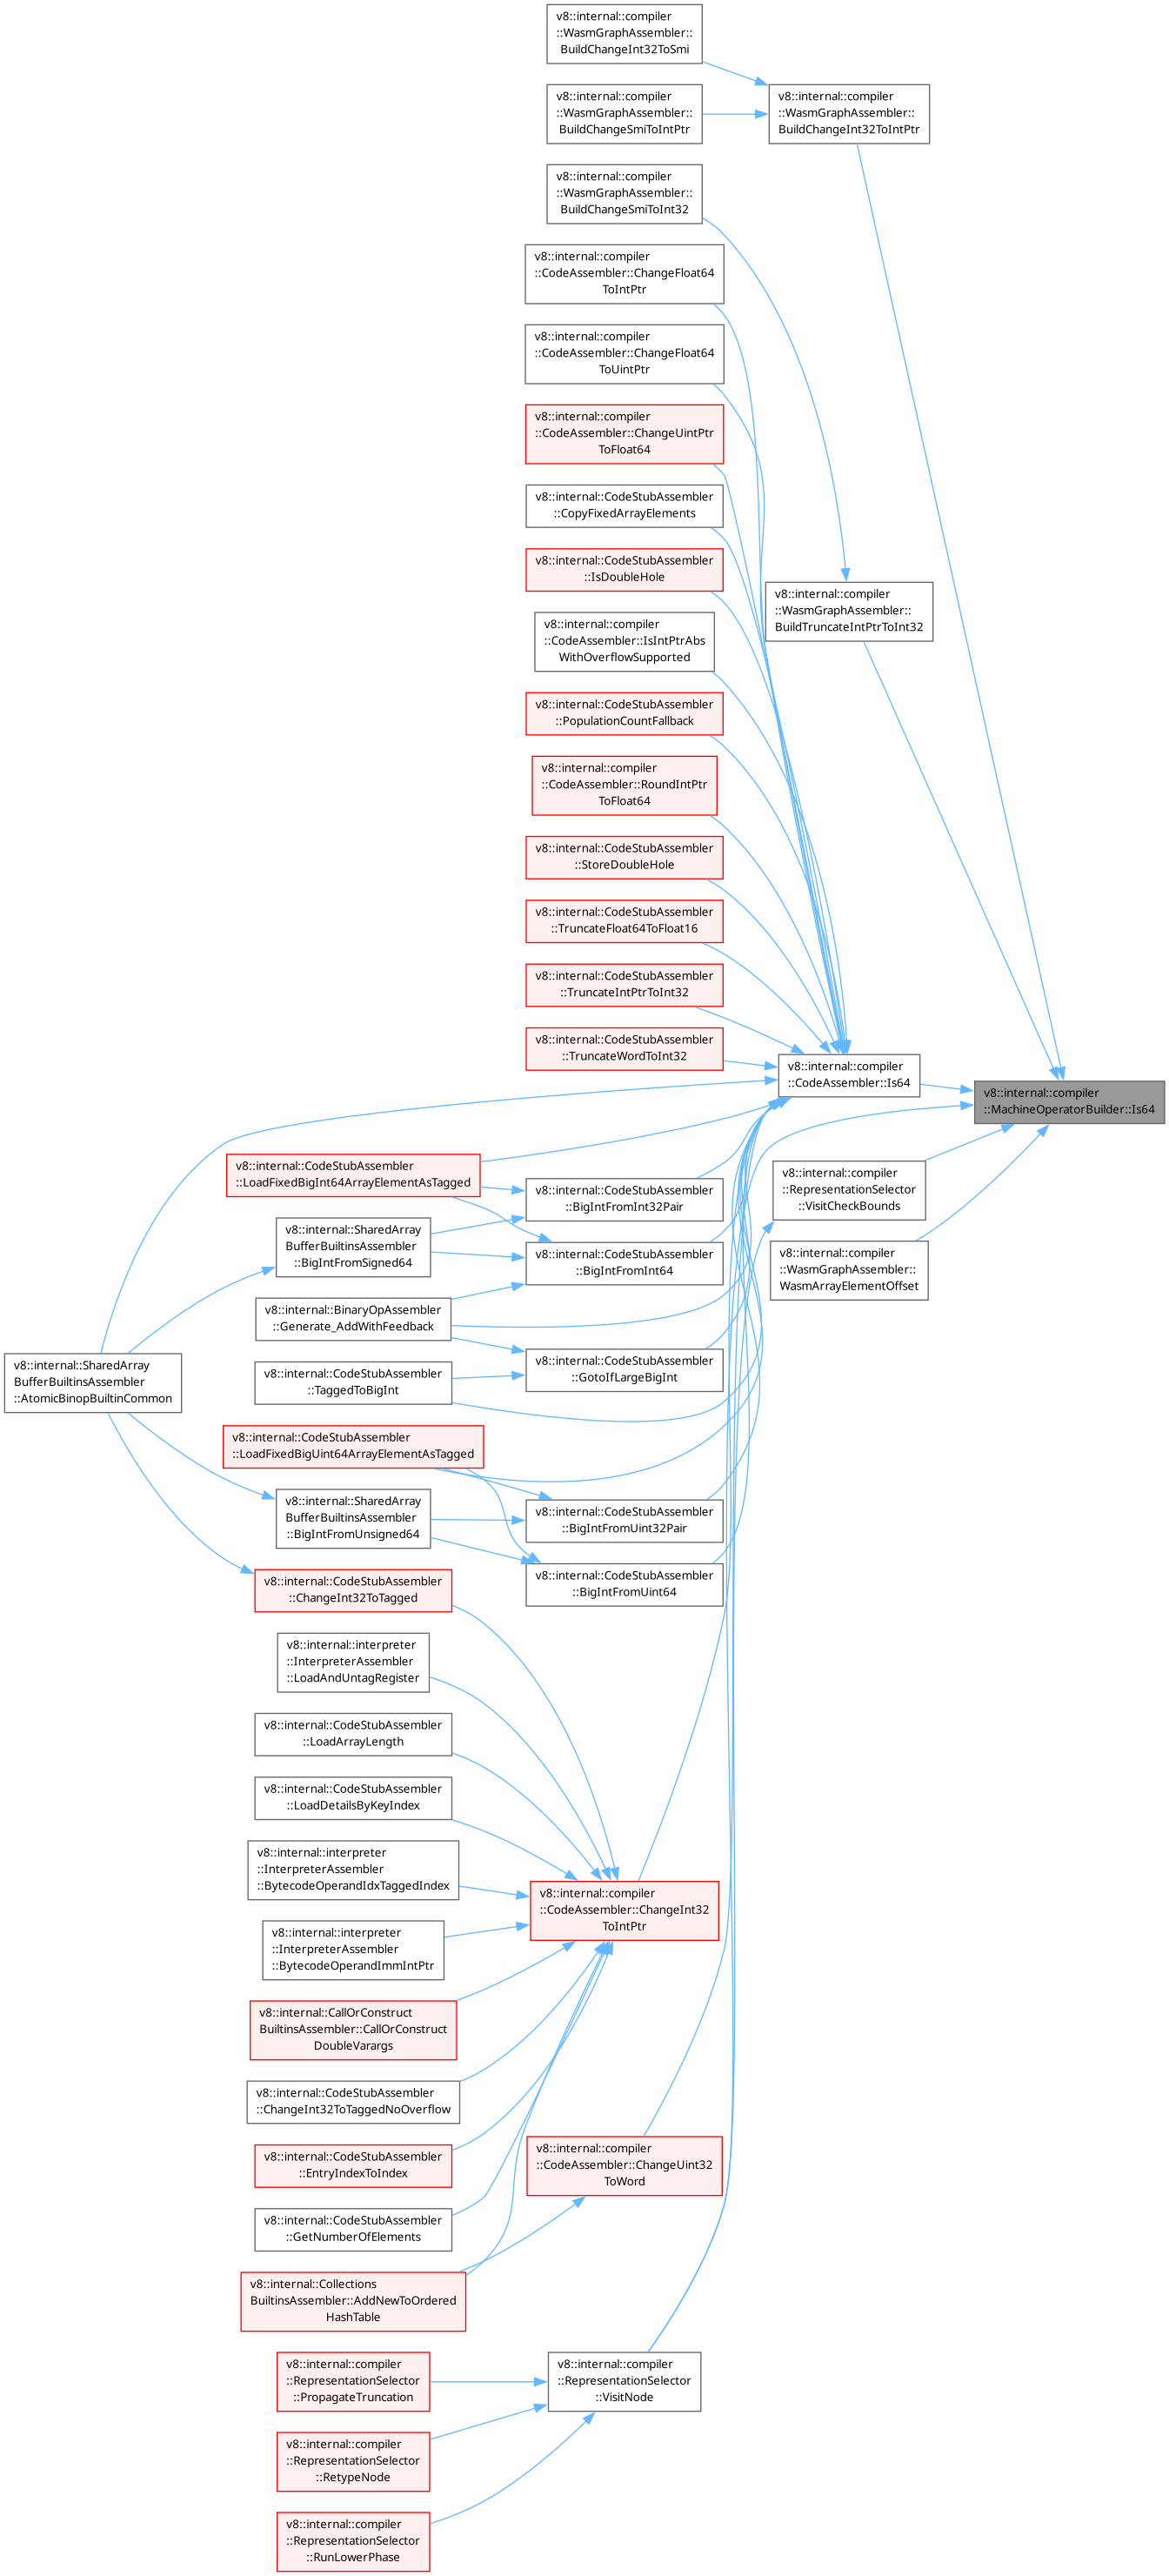 v8::internal::compiler
::WasmGraphAssembler::
BuildChangeInt32ToSmi
v8::internal::compiler
::WasmGraphAssembler::
BuildChangeSmiToIntPtr
v8::internal::compiler
::WasmGraphAssembler::
BuildChangeInt32ToIntPtr
v8::internal::compiler
::WasmGraphAssembler::
BuildChangeSmiToInt32
v8::internal::compiler
::CodeAssembler::ChangeFloat64
ToIntPtr
v8::internal::compiler
::CodeAssembler::ChangeFloat64
ToUintPtr
v8::internal::compiler
::CodeAssembler::ChangeUintPtr
ToFloat64
v8::internal::CodeStubAssembler
::CopyFixedArrayElements
v8::internal::CodeStubAssembler
::IsDoubleHole
v8::internal::compiler
::WasmGraphAssembler::
BuildTruncateIntPtrToInt32
v8::internal::compiler
::CodeAssembler::IsIntPtrAbs
WithOverflowSupported
v8::internal::CodeStubAssembler
::PopulationCountFallback
v8::internal::compiler
::CodeAssembler::RoundIntPtr
ToFloat64
v8::internal::CodeStubAssembler
::StoreDoubleHole
v8::internal::CodeStubAssembler
::TruncateFloat64ToFloat16
v8::internal::CodeStubAssembler
::TruncateIntPtrToInt32
v8::internal::CodeStubAssembler
::TruncateWordToInt32
v8::internal::compiler
::CodeAssembler::Is64
v8::internal::compiler
::MachineOperatorBuilder::Is64
v8::internal::CodeStubAssembler
::LoadFixedBigInt64ArrayElementAsTagged
v8::internal::CodeStubAssembler
::BigIntFromInt32Pair
v8::internal::compiler
::RepresentationSelector
::VisitCheckBounds
v8::internal::SharedArray
BufferBuiltinsAssembler
::BigIntFromSigned64
v8::internal::CodeStubAssembler
::BigIntFromInt64
v8::internal::compiler
::WasmGraphAssembler::
WasmArrayElementOffset
v8::internal::BinaryOpAssembler
::Generate_AddWithFeedback
v8::internal::SharedArray
BufferBuiltinsAssembler
::AtomicBinopBuiltinCommon
v8::internal::CodeStubAssembler
::TaggedToBigInt
v8::internal::CodeStubAssembler
::GotoIfLargeBigInt
v8::internal::CodeStubAssembler
::LoadFixedBigUint64ArrayElementAsTagged
v8::internal::SharedArray
BufferBuiltinsAssembler
::BigIntFromUnsigned64
v8::internal::CodeStubAssembler
::BigIntFromUint32Pair
v8::internal::CodeStubAssembler
::BigIntFromUint64
v8::internal::CodeStubAssembler
::ChangeInt32ToTagged
v8::internal::interpreter
::InterpreterAssembler
::LoadAndUntagRegister
v8::internal::CodeStubAssembler
::LoadArrayLength
v8::internal::CodeStubAssembler
::LoadDetailsByKeyIndex
v8::internal::interpreter
::InterpreterAssembler
::BytecodeOperandIdxTaggedIndex
v8::internal::compiler
::CodeAssembler::ChangeInt32
ToIntPtr
v8::internal::interpreter
::InterpreterAssembler
::BytecodeOperandImmIntPtr
v8::internal::CallOrConstruct
BuiltinsAssembler::CallOrConstruct
DoubleVarargs
v8::internal::CodeStubAssembler
::ChangeInt32ToTaggedNoOverflow
v8::internal::CodeStubAssembler
::EntryIndexToIndex
v8::internal::compiler
::CodeAssembler::ChangeUint32
ToWord
v8::internal::CodeStubAssembler
::GetNumberOfElements
v8::internal::Collections
BuiltinsAssembler::AddNewToOrdered
HashTable
v8::internal::compiler
::RepresentationSelector
::PropagateTruncation
v8::internal::compiler
::RepresentationSelector
::VisitNode
v8::internal::compiler
::RepresentationSelector
::RetypeNode
v8::internal::compiler
::RepresentationSelector
::RunLowerPhase